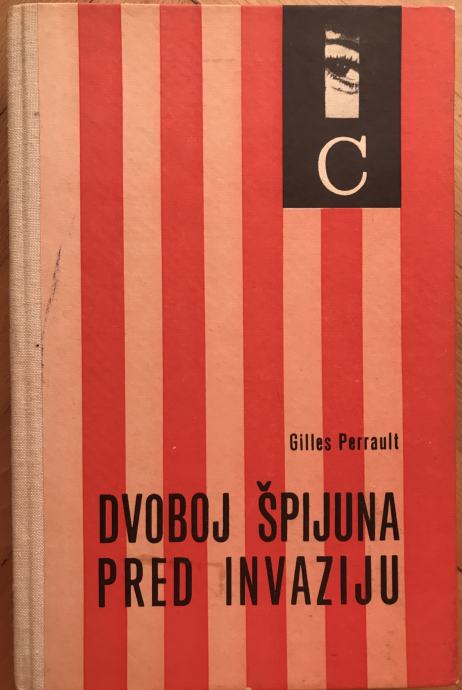 C
Gilles Perrault
DVOBOJ ŠPIJUNA
PRED INVAZIJU